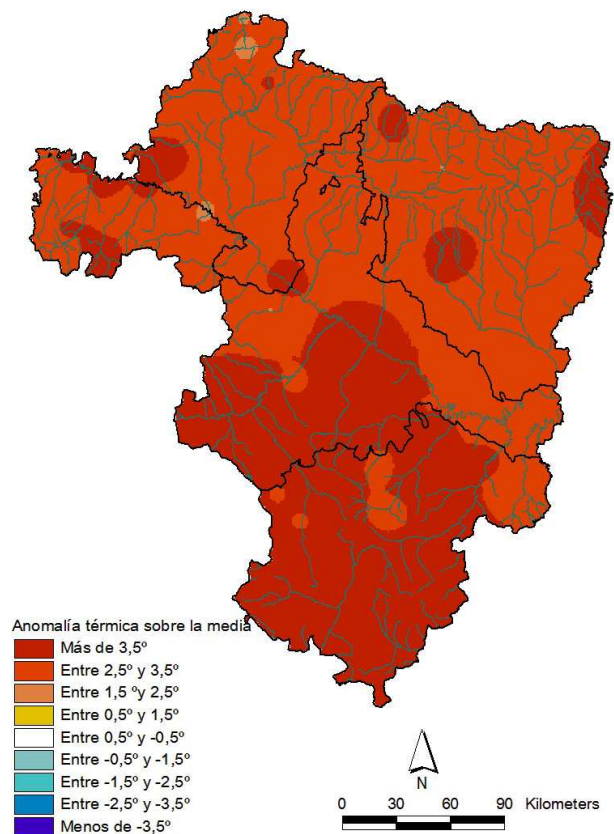 Anomalía térmica sobre la media
Más de 3,5º
Entre 2,5º y 3,5º
Entre 1,5 º y 2,5º
Entre 0,5º y 1,5º
Entre 0,5º y -0,5º
Entre -0,5º y -1,5º
Entre -1,5º y -2,5º
Entre -2,5º y -3,5º
Menos de -3,5º
N
0 30 60 90 Kilometers